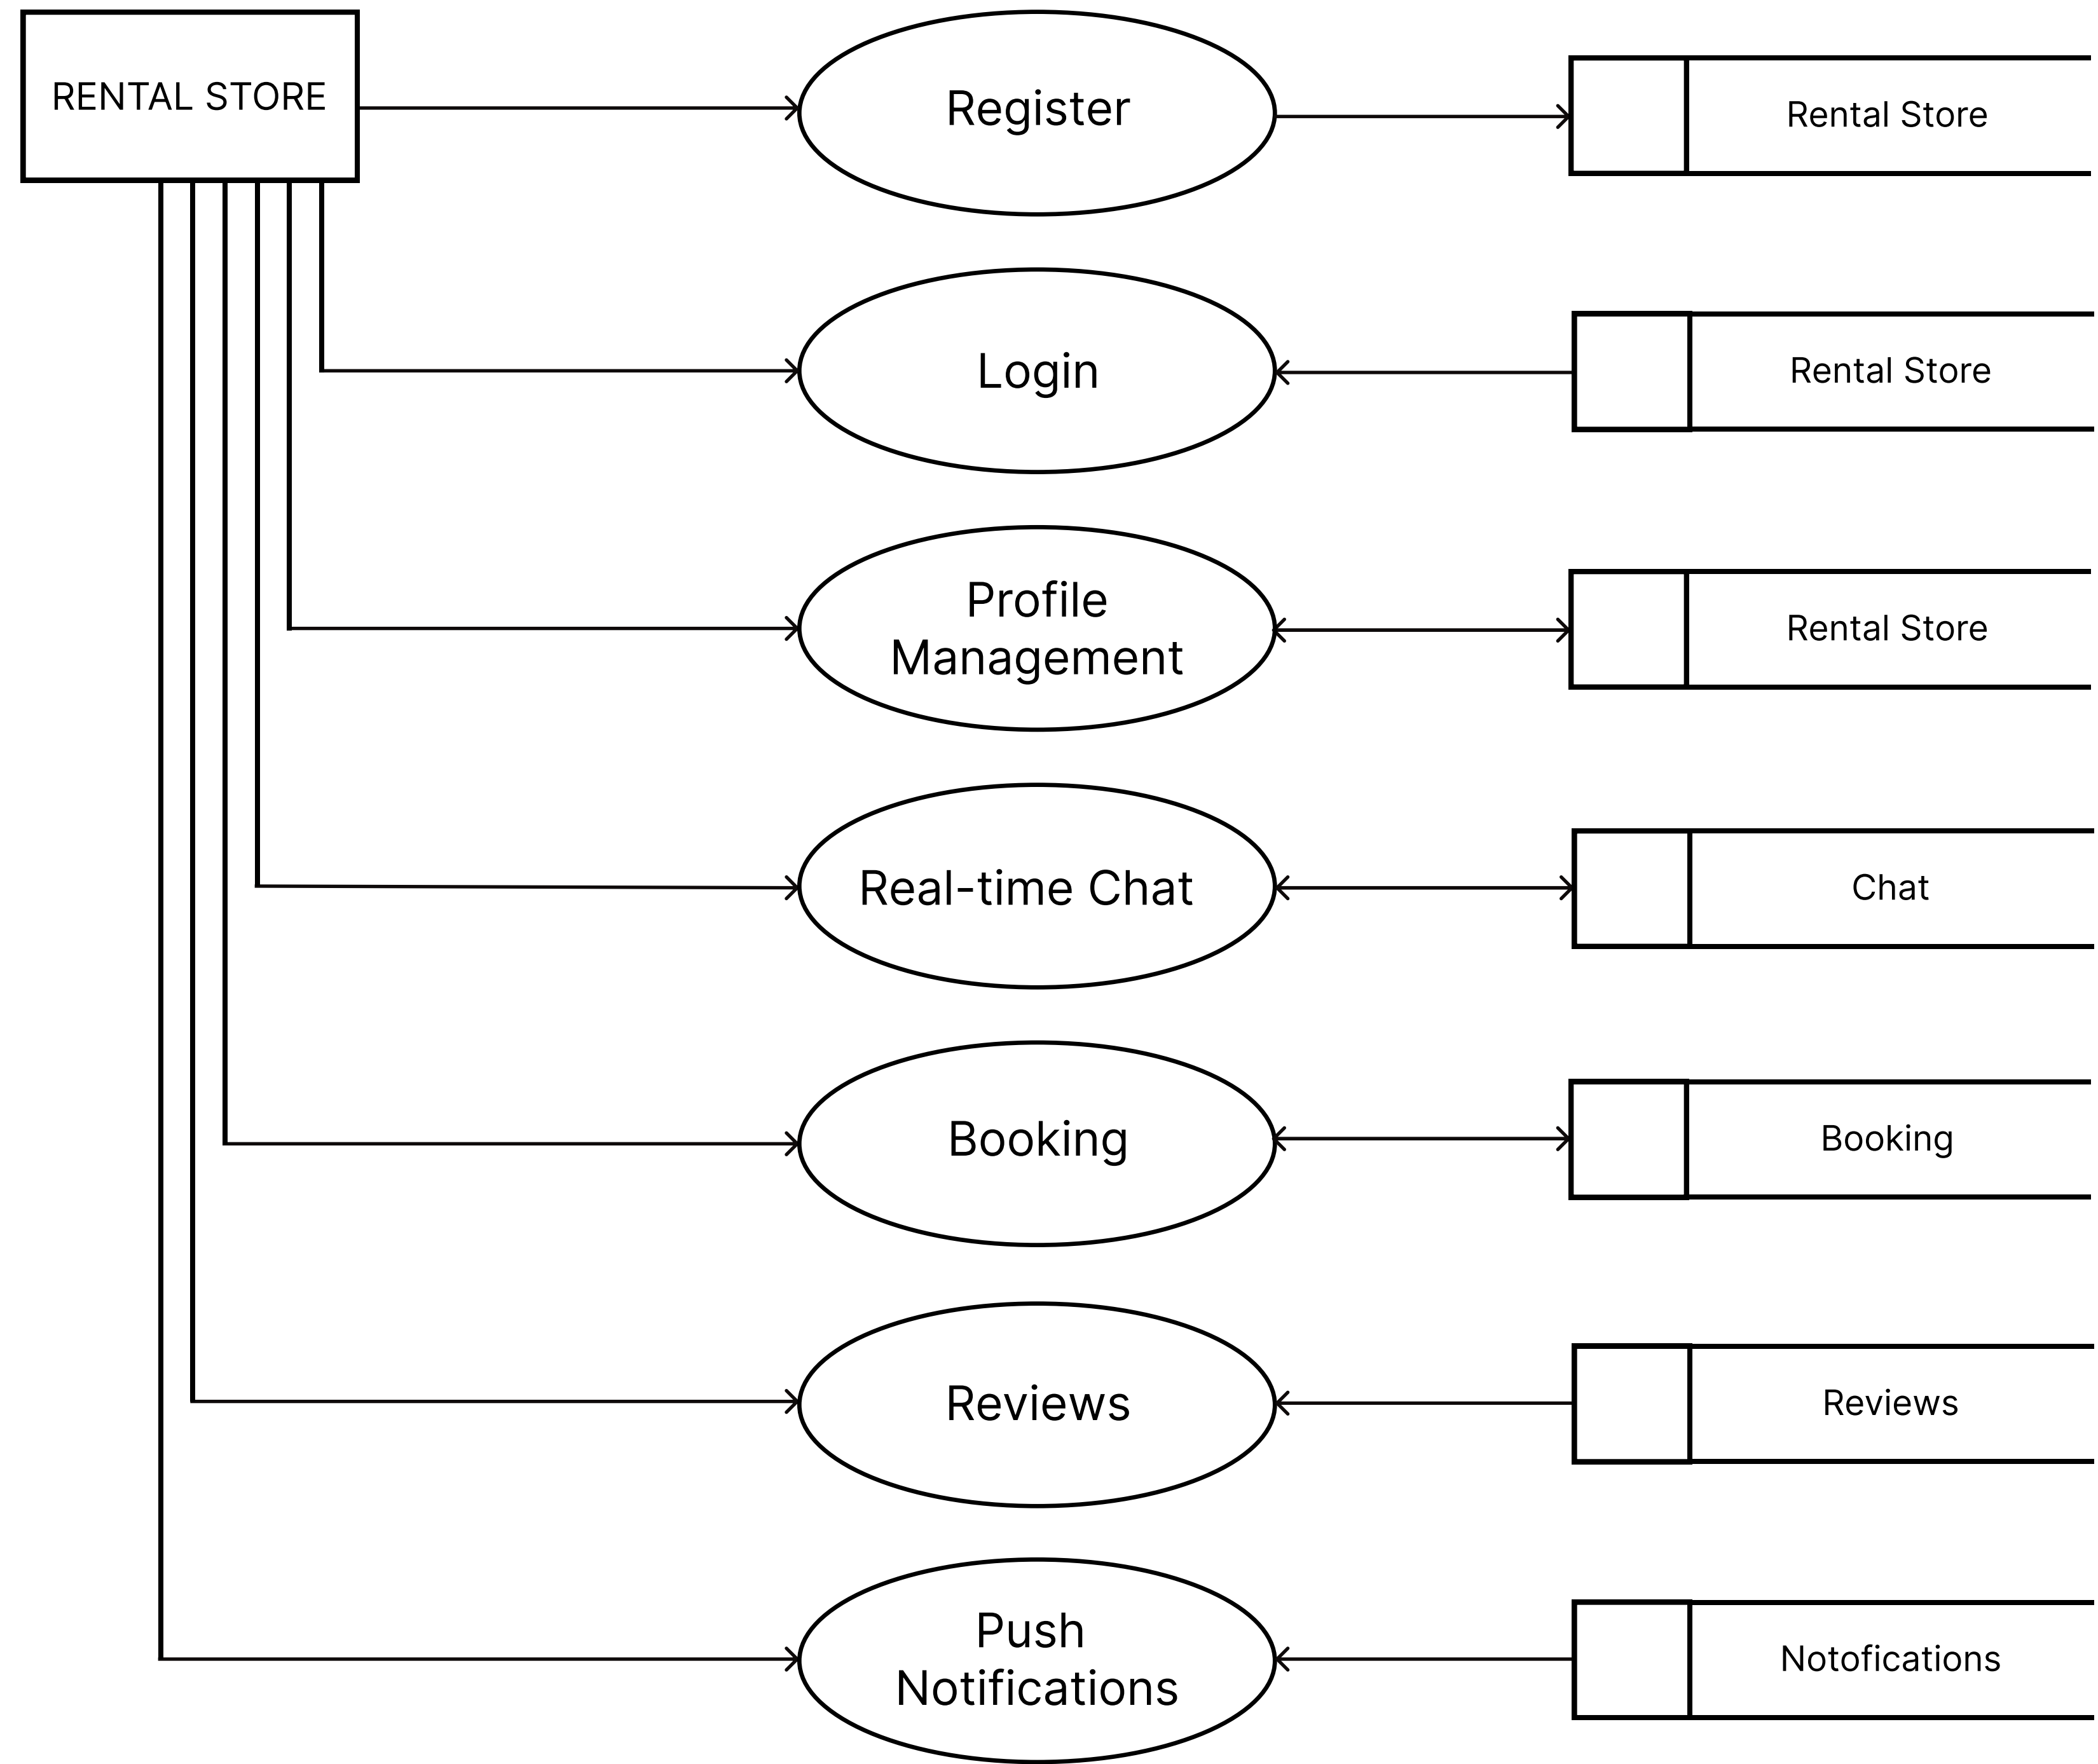 RENTAL STORE
Register
Rental Store
Login
Rental Store
Profile
Management
Rental Store
Real-time Chat
Chat
Booking
Booking
Reviews
Reviews
Push
Notifications
Notofications